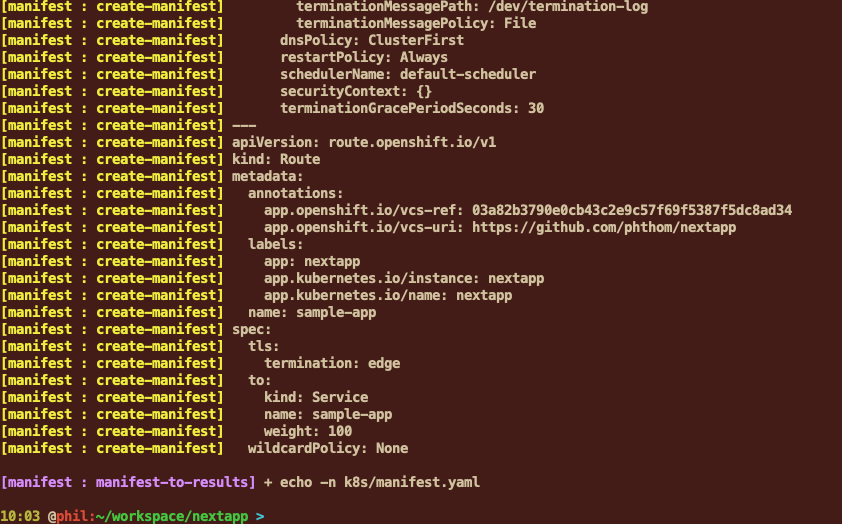 [manifest : create-manifest]         terminationMessagePath: /dev/termination-log
[manifest : create-manifest]         terminationMessagePolicy: File
[manifest : create-manifest]       dnsPolicy: ClusterFirst
[manifest : create-manifest]       restartPolicy: Always
[manifest : create-manifest]       schedulerName: default-scheduler
[manifest : create-manifest]       securityContext: {}
[manifest : create-manifest]       terminationGracePeriodSeconds: 30
[manifest : create-manifest] ---
[manifest : create-manifest] apiVersion: route.openshift.io/v1
[manifest : create-manifest] kind: Route
[manifest : create-manifest] metadata:
[manifest : create-manifest]   annotations:
[manifest : create-manifest]     app.openshift.io/vcs-ref: 03a82b3790e0cb43c2e9c57f69f5387f5dc8ad34
[manifest : create-manifest]     app.openshift.io/vcs-uri: https://github.com/phthom/nextapp
[manifest : create-manifest]   labels:
[manifest : create-manifest]     app: nextapp
[manifest : create-manifest]     app.kubernetes.io/instance: nextapp
[manifest : create-manifest]     app.kubernetes.io/name: nextapp
[manifest : create-manifest]   name: sample-app
[manifest : create-manifest] spec:
[manifest : create-manifest]   tls:
[manifest : create-manifest]     termination: edge
[manifest : create-manifest]   to:
[manifest : create-manifest]     kind: Service
[manifest : create-manifest]     name: sample-app
[manifest : create-manifest]     weight: 100
[manifest : create-manifest]   wildcardPolicy: None
[manifest : manifest-to-results] + echo -n k8s/manifest.yaml
10:03 @phil:~/workspace/nextapp >